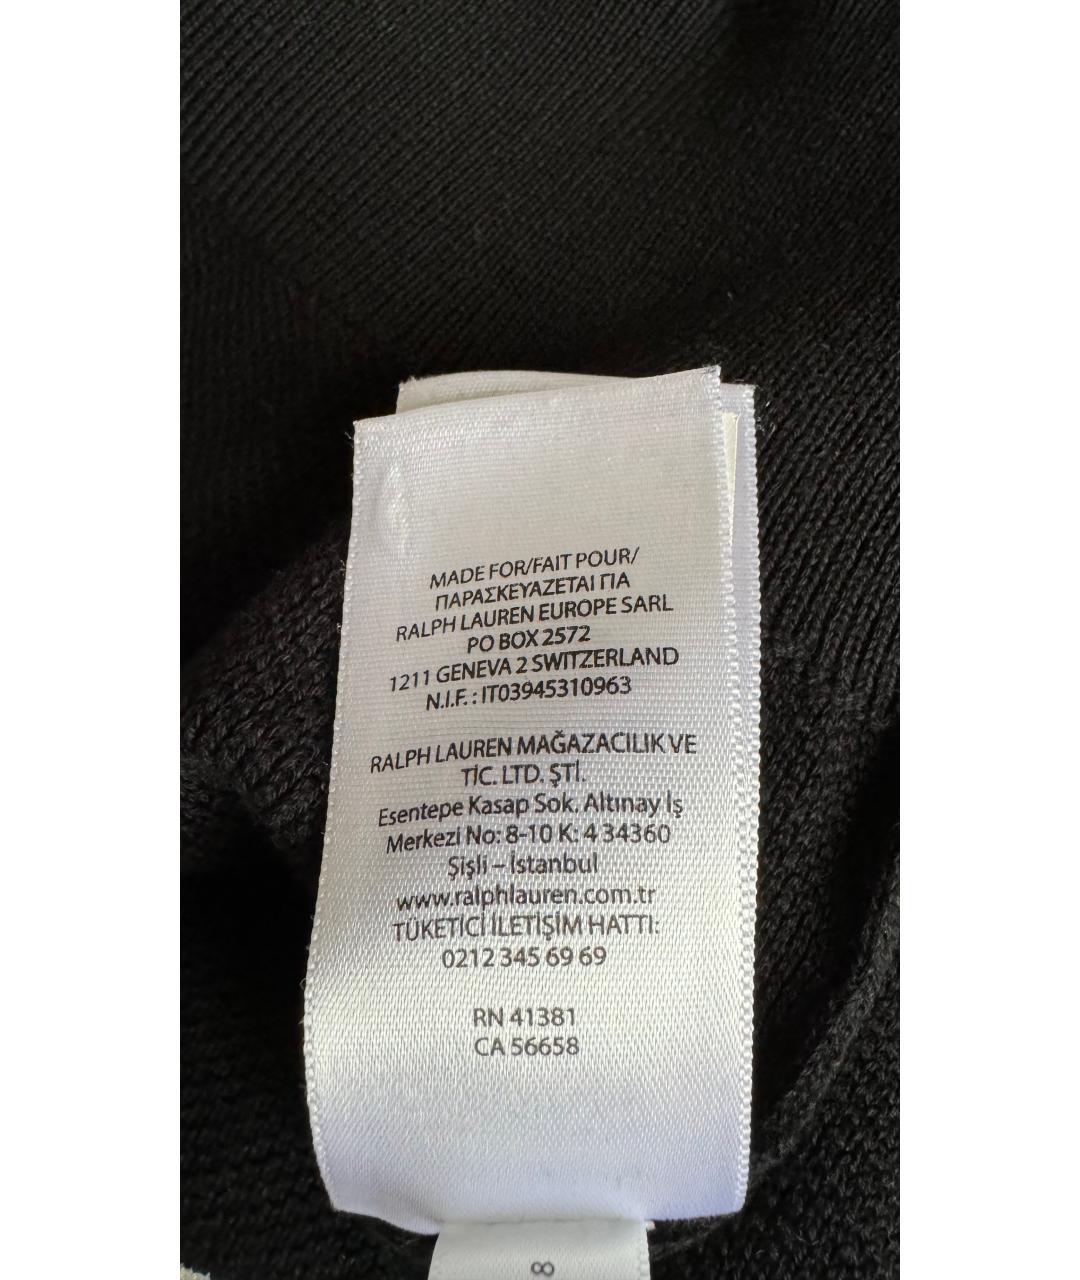 MADE FOR/FAIT POUR/
ΠΑΡΑΣΚΕΥΑΖΕΤΑΙ ΓΙΑ
RALPH LAUREN EUROPE SARL
PO BOX 2572
1211 GENEVA 2 SWITZERLAND
N.I.F. : IT03945310963
RALPH LAUREN MAĞAZACILIK VE
TİC. LTD. ŞTİ.
Esentepe Kasap Sok. Altınay İş
Merkezi No: 8-10 K: 4 34360
Şişli – İstanbul
www.ralphlauren.com.tr
TÜKETİCİ İLETİŞİM HATTI:
0212 345 69 69
RN 41381
CA 56658
8